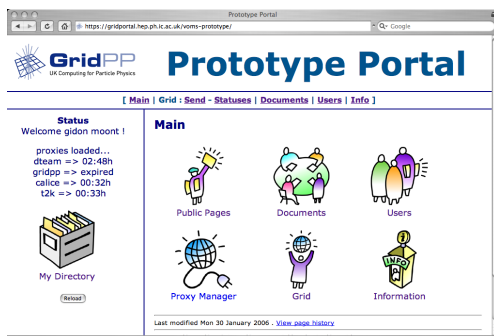 Prototype Portal
https://gridportal.hep.ph.ic.ac.uk/voms-prototype/
Google
GridPP
UK Computing for Particle Physics
Prototype Portal
[ Main | Grid : Send - Statuses | Documents | Users | Info ]
Status
Welcome gidon moont !
proxies loaded...
dteam => 02:48h
gridpp => expired
calice => 00:32h
t2k => 00:33h
My Directory
Reload
Main
Public Pages
Documents
Users
INFO
Proxy Manager
Grid
Information
Last modified Mon 30 January 2006 . View page history